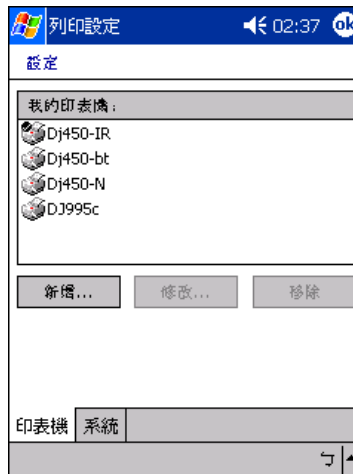 列印設定 02:37 ok
設定
我的印表機：
Dj450-IR
Dj450-bt
Dj450-N
DJ995c
新增... 修改... 移除
印表機 系統
ㄅ